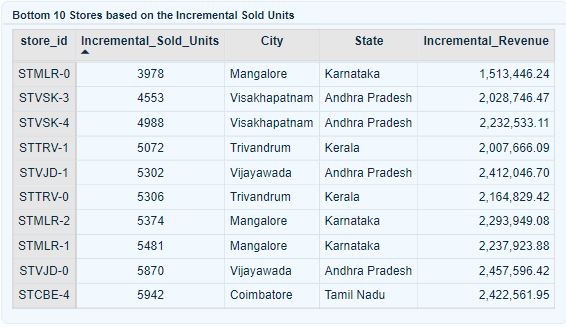 Bottom 10 Stores based on the Incremental Sold Units
store_id Incremental_Sold_Units City State Incremental_Revenue
STMLR-0 3978 Mangalore Karnataka 1,513,446.24
STVSK-3 4553 Visakhapatnam Andhra Pradesh 2,028,746.47
STVSK-4 4988 Visakhapatnam Andhra Pradesh 2,232,533.11
STTRV-1 5072 Trivandrum Kerala 2,007,666.09
STVJD-1 5302 Vijayawada Andhra Pradesh 2,412,046.70
STTRV-0 5306 Trivandrum Kerala 2,164,829.42
STMLR-2 5374 Mangalore Karnataka 2,293,949.08
STMLR-1 5481 Mangalore Karnataka 2,237,923.88
STVJD-0 5870 Vijayawada Andhra Pradesh 2,457,596.42
STCBE-4 5942 Coimbatore Tamil Nadu 2,422,561.95